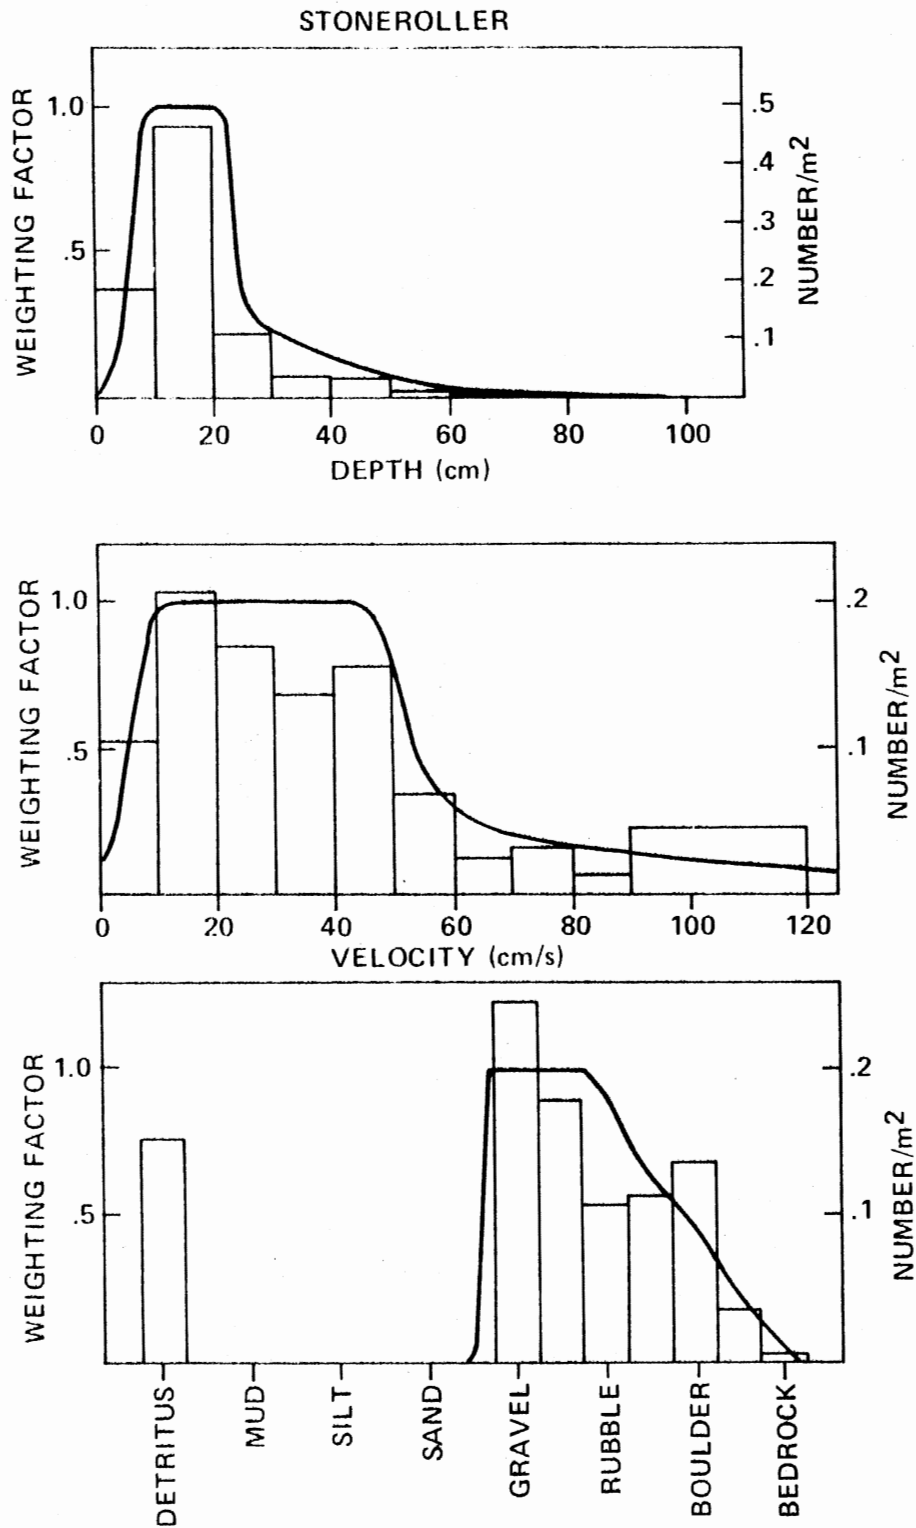 STONEROLLER
WEIGHTING FACTOR
1.0
.5
.5
.4
.3
.2
.1
NUMBER/m2
0 20 40 60 80 100
DEPTH (cm)
WEIGHTING FACTOR
1.0
.5
.2
.1
NUMBER/m2
0 20 40 60 80 100 120
VELOCITY (cm/s)
WEIGHTING FACTOR
1.0
.5
.2
.1
NUMBER/m2
DETRITUS
MUD
SILT
SAND
GRAVEL
RUBBLE
BOULDER
BEDROCK